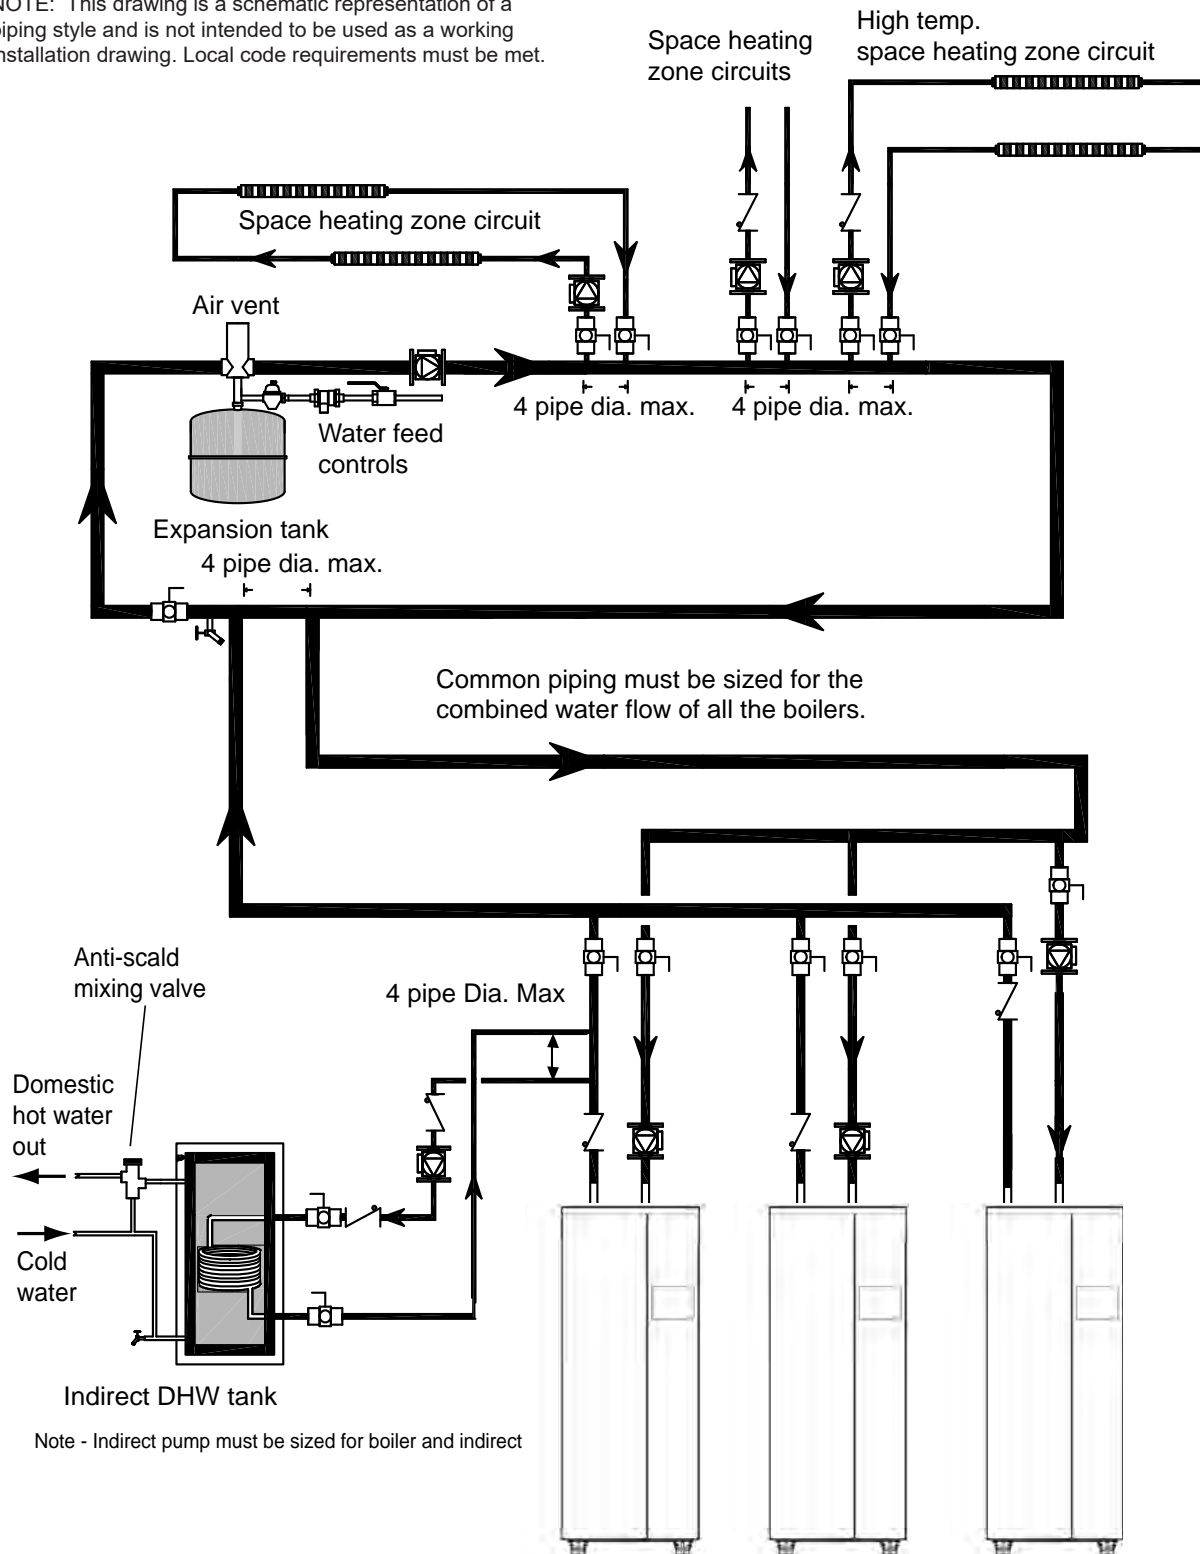 NOTE: This drawing is a schematic representation of a
piping style and is not intended to be used as a working
installation drawing. Local code requirements must be met.
Space heating
zone circuits
High temp.
space heating zone circuit
Space heating zone circuit
Air vent
4 pipe dia. max.
4 pipe dia. max.
Water feed
controls
Expansion tank
4 pipe dia. max.
Common piping must be sized for the
combined water flow of all the boilers.
Anti-scald
mixing valve
4 pipe Dia. Max
Domestic
hot water
out
Cold
water
Indirect DHW tank
Note - Indirect pump must be sized for boiler and indirect